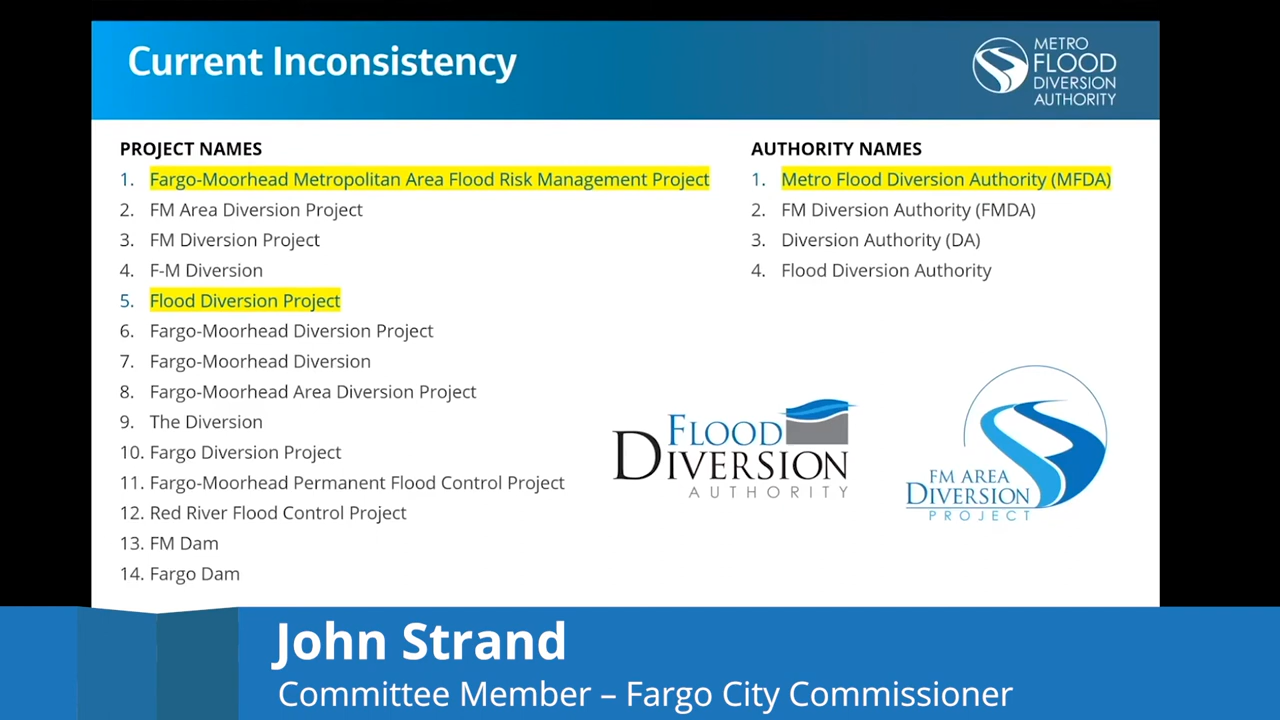 Current Inconsistency
METRO
FLOOD
DIVERSION
AUTHORITY
PROJECT NAMES
1. Fargo-Moorhead Metropolitan Area Flood Risk Management Project
2. FM Area Diversion Project
3. FM Diversion Project
4. F-M Diversion
5. Flood Diversion Project
6. Fargo-Moorhead Diversion Project
7. Fargo-Moorhead Diversion
8. Fargo-Moorhead Area Diversion Project
9. The Diversion
10. Fargo Diversion Project
11. Fargo-Moorhead Permanent Flood Control Project
12. Red River Flood Control Project
13. FM Dam
14. Fargo Dam
AUTHORITY NAMES
1. Metro Flood Diversion Authority (MFDA)
2. FM Diversion Authority (FMDA)
3. Diversion Authority (DA)
4. Flood Diversion Authority
FLOOD
DIVERSION
AUTHORITY
FM AREA
DIVERSION
PROJECT
John Strand
Committee Member – Fargo City Commissioner